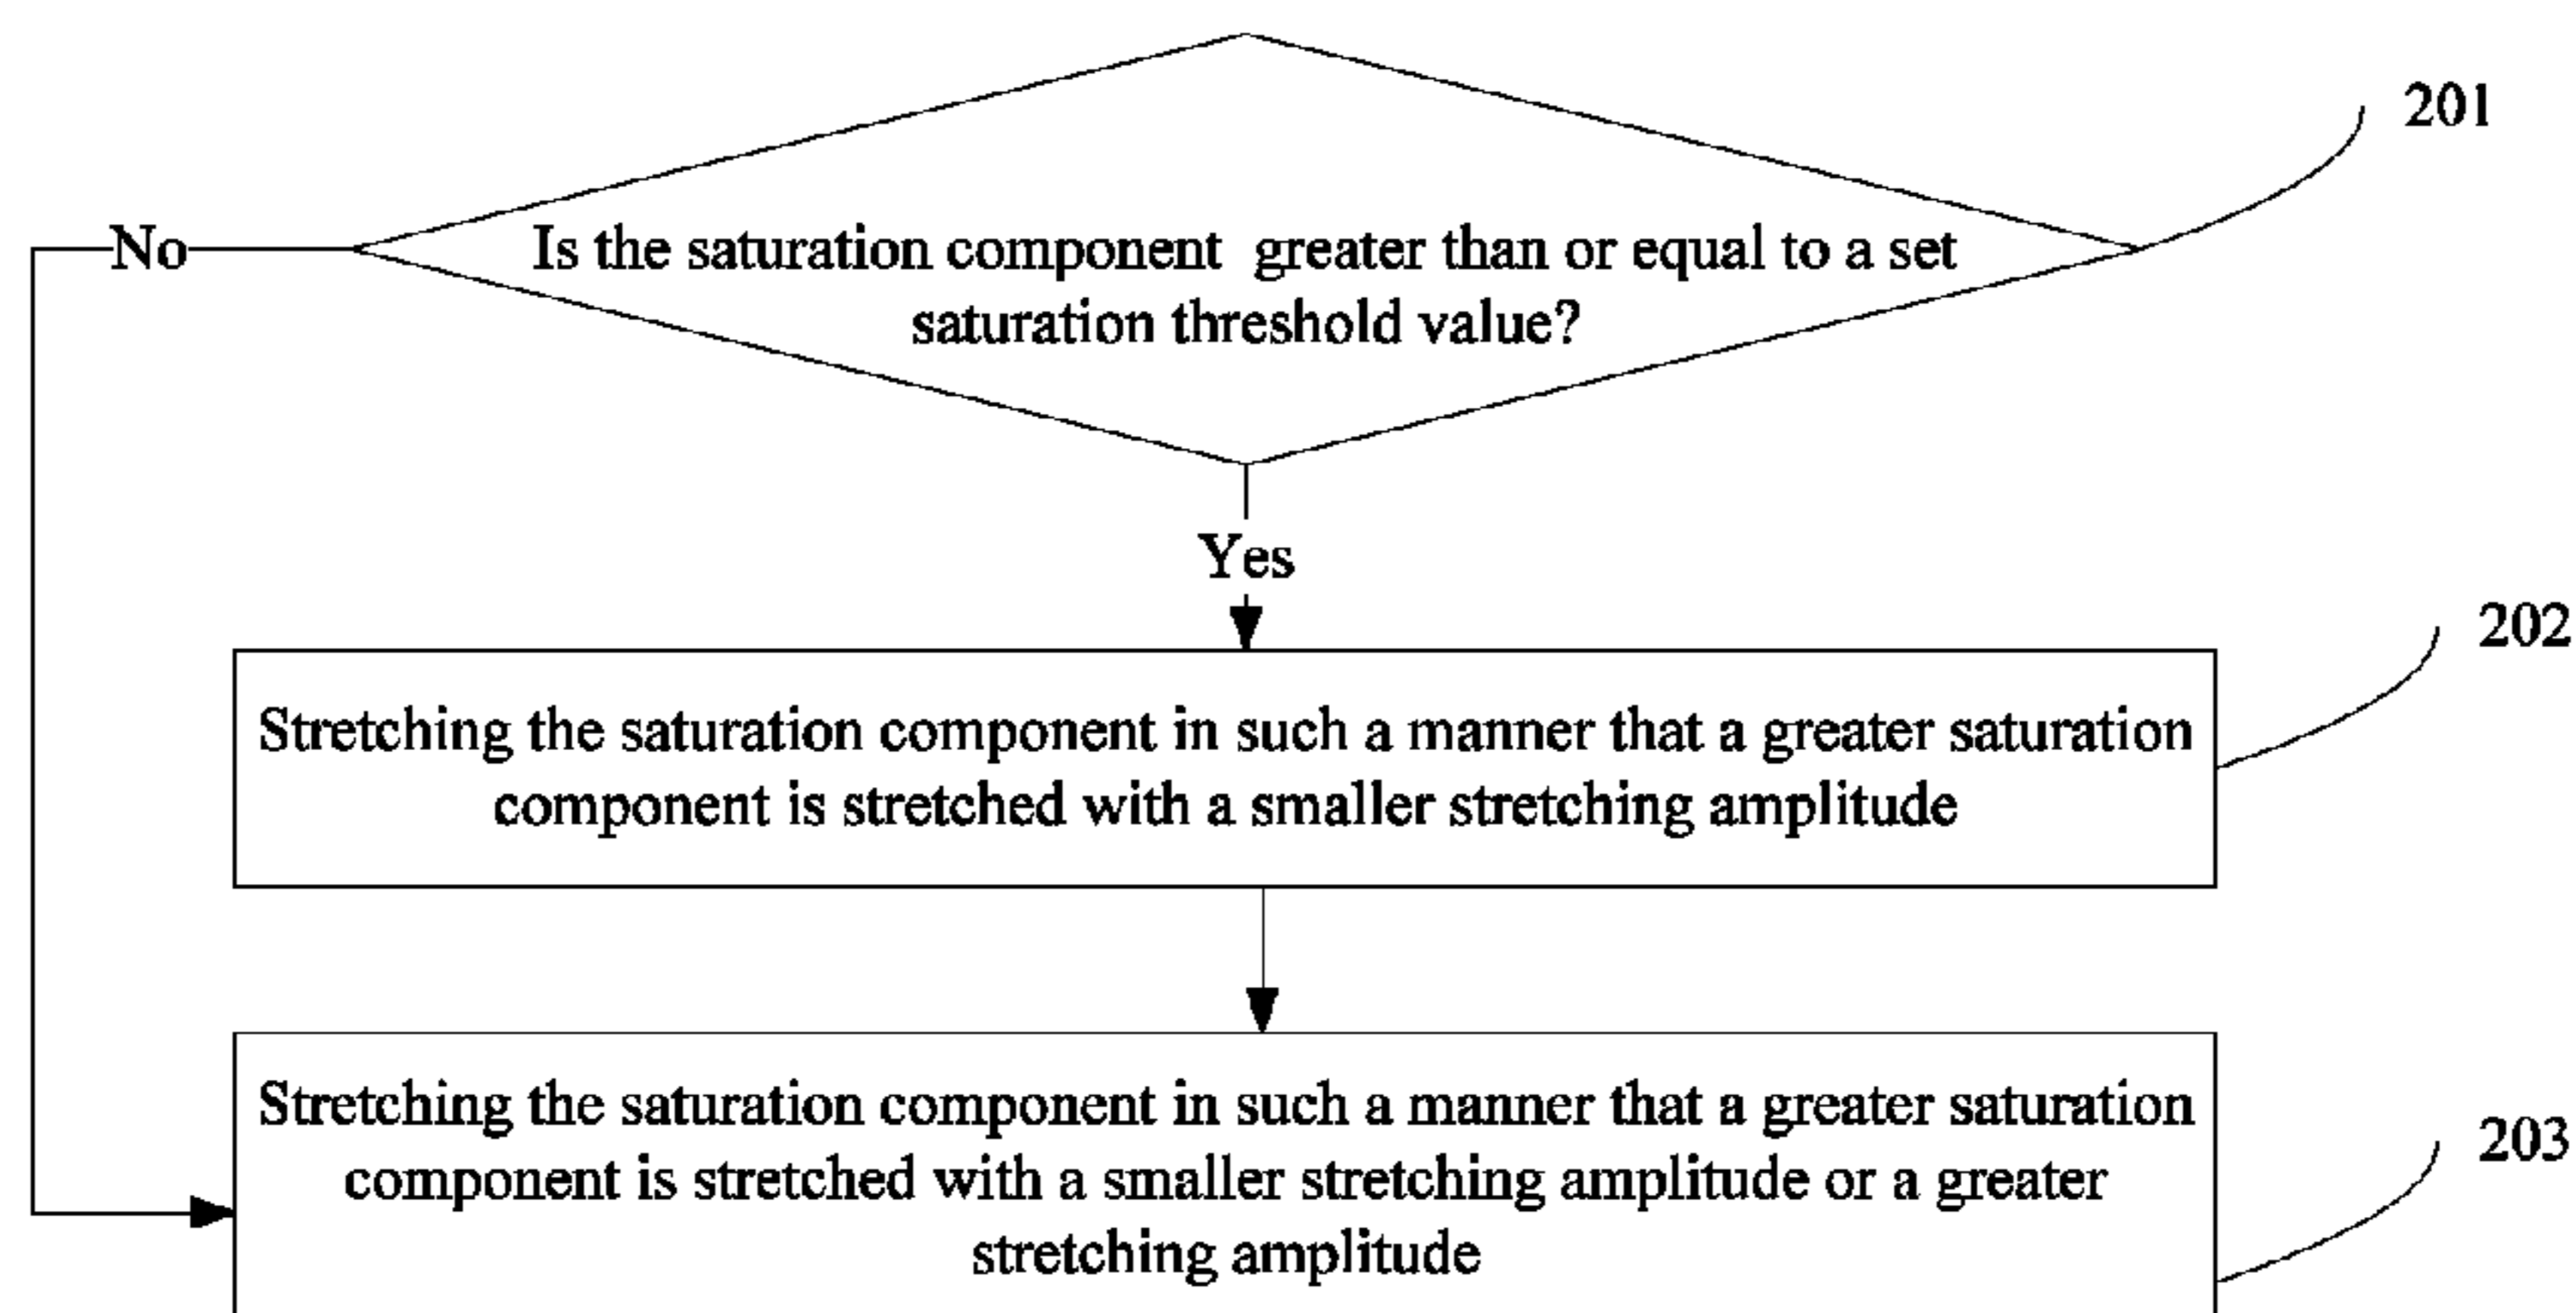 201
No
Is the saturation component greater than or equal to a set
saturation threshold value?
Yes
202
Stretching the saturation component in such a manner that a greater saturation
component is stretched with a smaller stretching amplitude
203
Stretching the saturation component in such a manner that a greater saturation
component is stretched with a smaller stretching amplitude or a greater
stretching amplitude